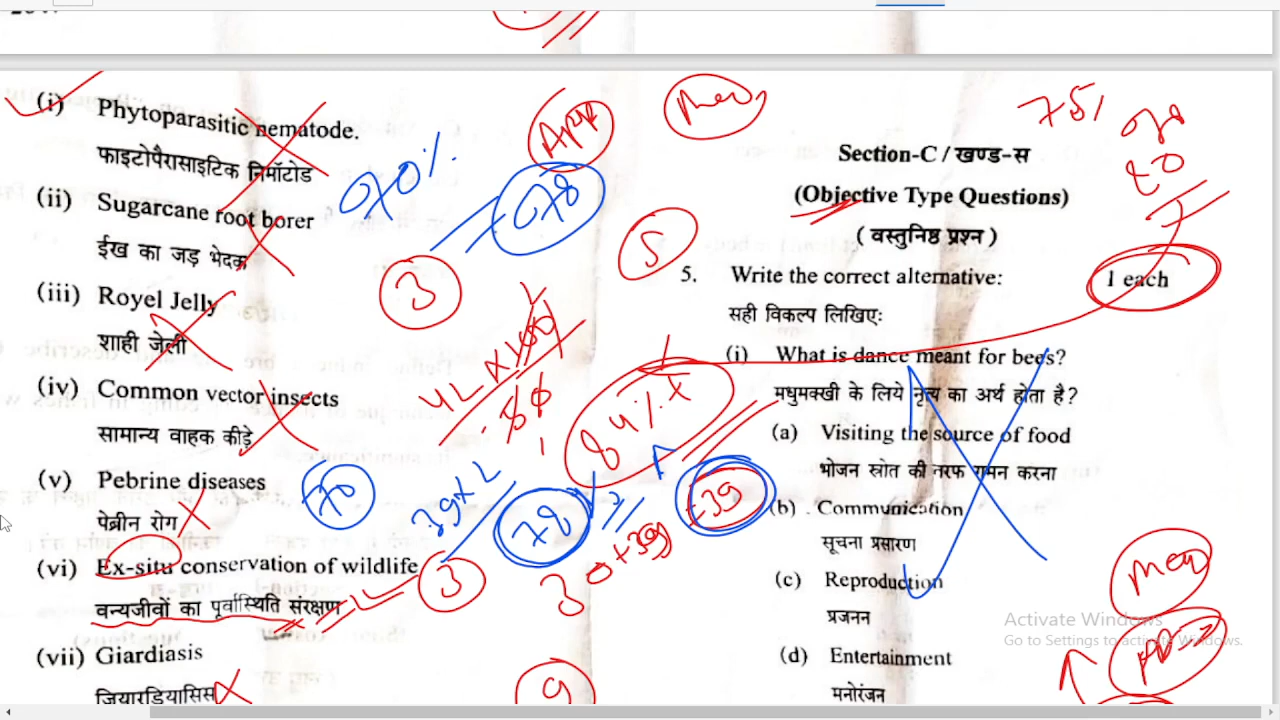 (i) Phytoparasitic nematode.
फाइटोपैरासाइटिक निमॉटोड
(ii) Sugarcane root borer
ईख का जड़ भेदक
(iii) Royel Jelly
शाही जेली
(iv) Common vector insects
सामान्य वाहक कीड़े
(v) Pebrine diseases
पेब्रीन रोग
(vi) Ex-situ conservation of wildlife
वन्यजीवों का पूर्वास्थिति संरक्षण
(vii) Giardiasis
जियारडियासिस
70%
078
3
5
70
78
39
3
9
75%
Section-C / खण्ड-स
(Objective Type Questions)
( वस्तुनिष्ठ प्रश्न )
5. Write the correct alternative: 1 each
सही विकल्प लिखिए:
(i) What is dance meant for bees?
मधुमक्खी के लिये नृत्य का अर्थ होता है?
(a) Visiting the source of food
भोजन स्त्रोत की तरफ गमन करना
(b) Communication
सूचना प्रसारण
(c) Reproduction
प्रजनन
(d) Entertainment
मनोरंजन
Activate Windows
Go to Settings to activate Windows.